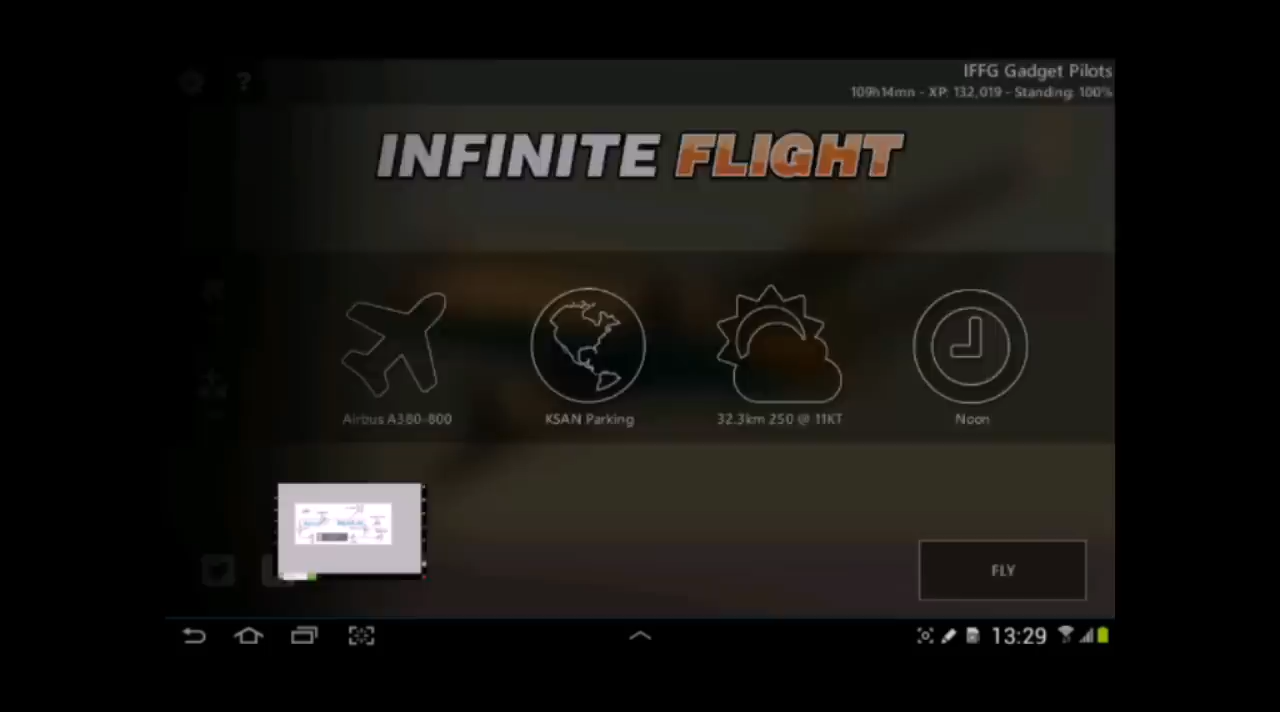 ?
IFFG Gadget Pilots
109h14mn - XP: 132,019 - Standing: 100%
INFINITE FLIGHT
Airbus A380-800
KSAN Parking
32.3km 250 @ 11KT
Noon
FLY
13:29